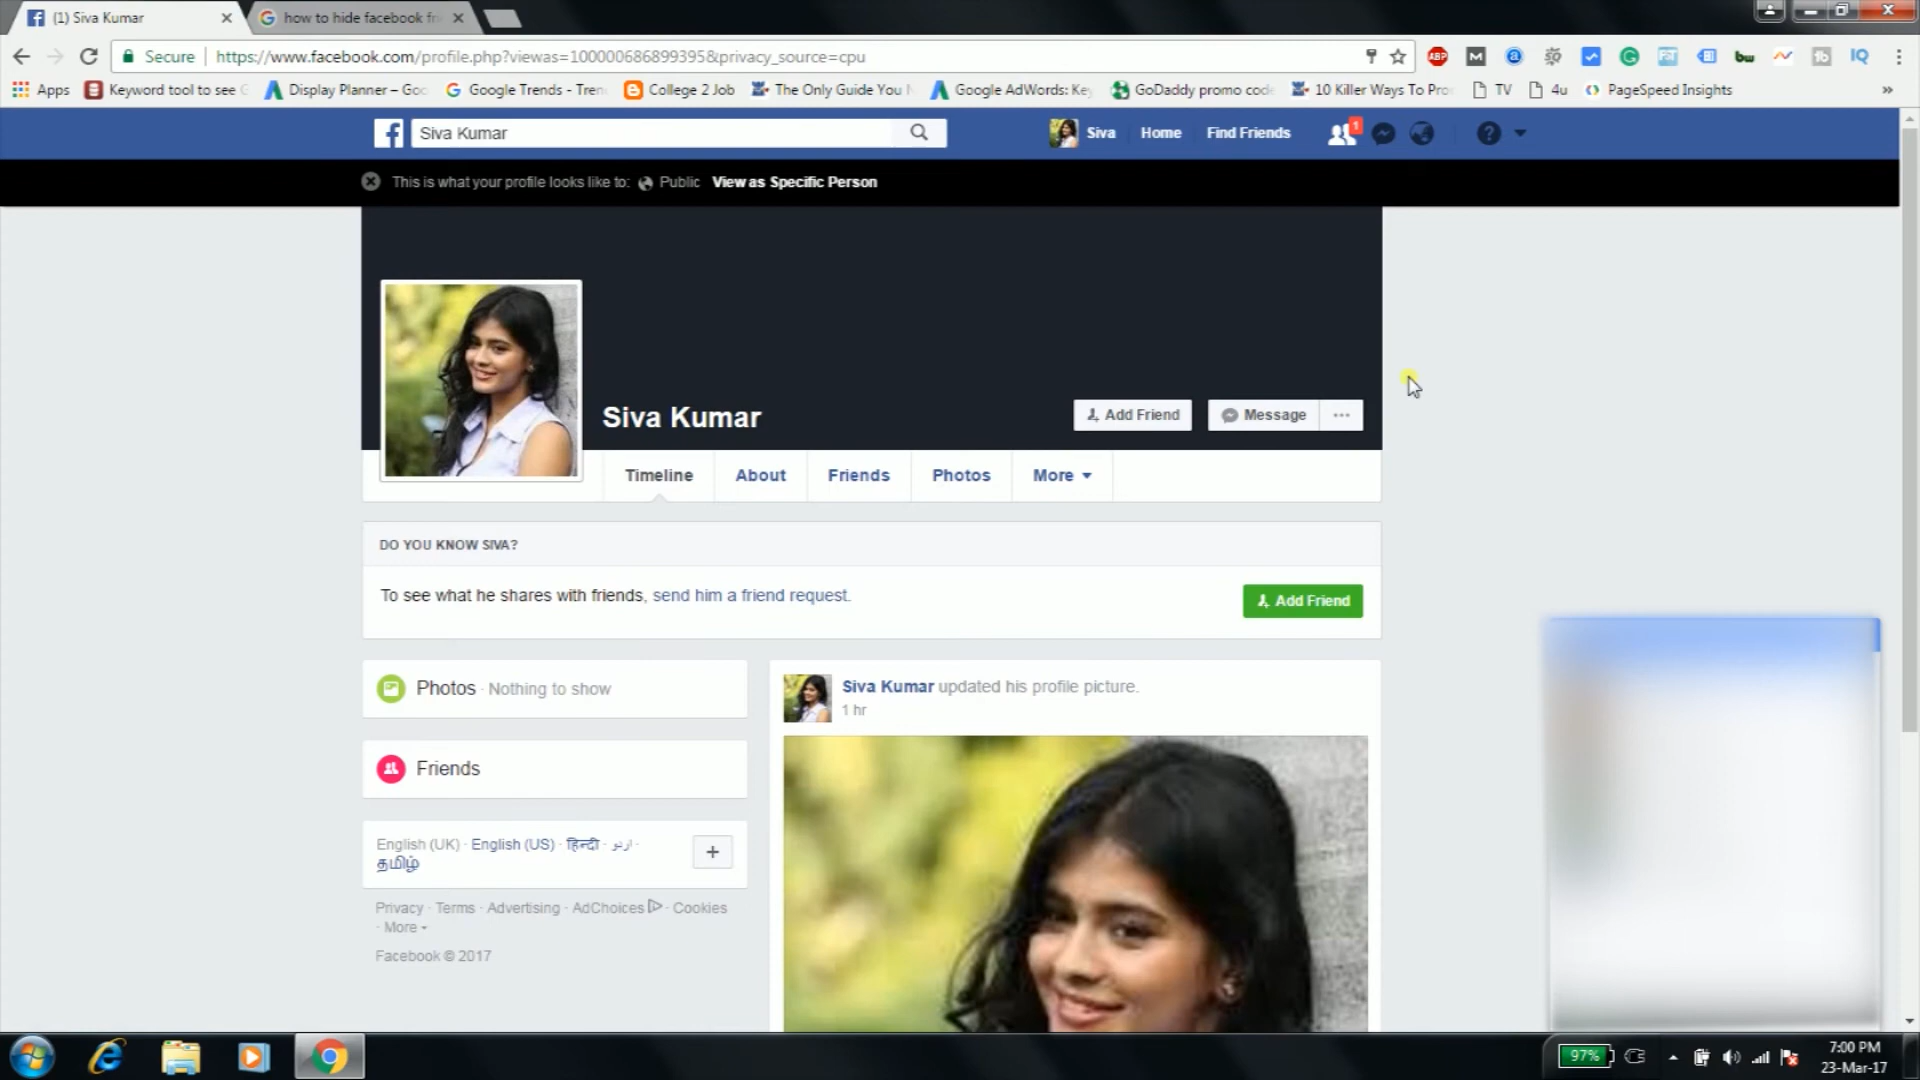 (1) Siva Kumar
how to hide facebook fri
Secure
https://www.facebook.com/profile.php?viewas=100000686899395&privacy_source=cpu
Apps
Keyword tool to see
Display Planner – Goo
Google Trends - Tren
College 2 Job
The Only Guide You
Google AdWords: Key
GoDaddy promo code
10 Killer Ways To Pro
TV
4u
PageSpeed Insights
»
Siva Kumar
Siva
Home
Find Friends
1
This is what your profile looks like to: Public View as Specific Person
Siva Kumar
Add Friend
Message
Timeline
About
Friends
Photos
More
DO YOU KNOW SIVA?
To see what he shares with friends, send him a friend request.
Add Friend
Photos · Nothing to show
Siva Kumar updated his profile picture.
1 hr
Friends
English (UK) · English (US) · हिन्दी · اردو ·
தமிழ்
Privacy · Terms · Advertising · AdChoices · Cookies
· More
Facebook © 2017
97%
7:00 PM
23-Mar-17